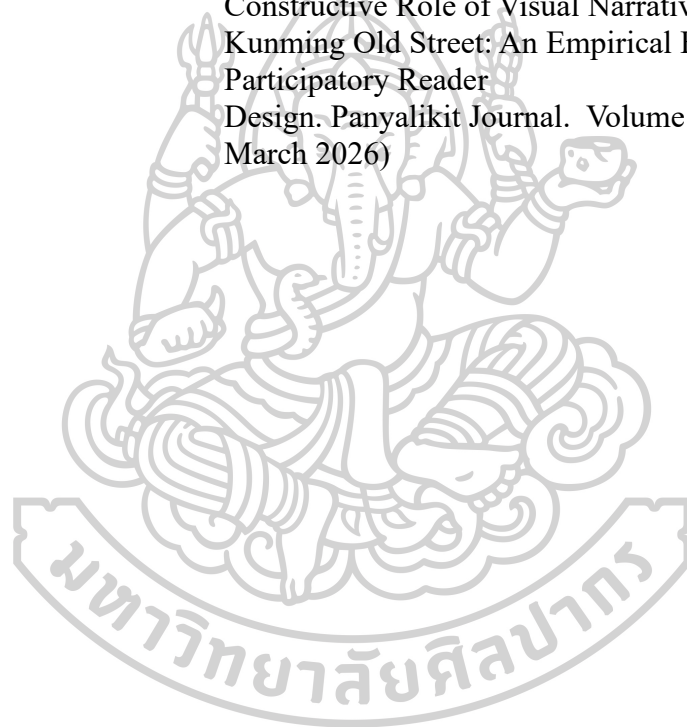 Constructive Role of Visual Narrativ
Kunming Old Street: An Empirical
Participatory Reader
Design. Panyalikit Journal. Volume
March 2026)
มหาวิทยาลัยศิลปากร